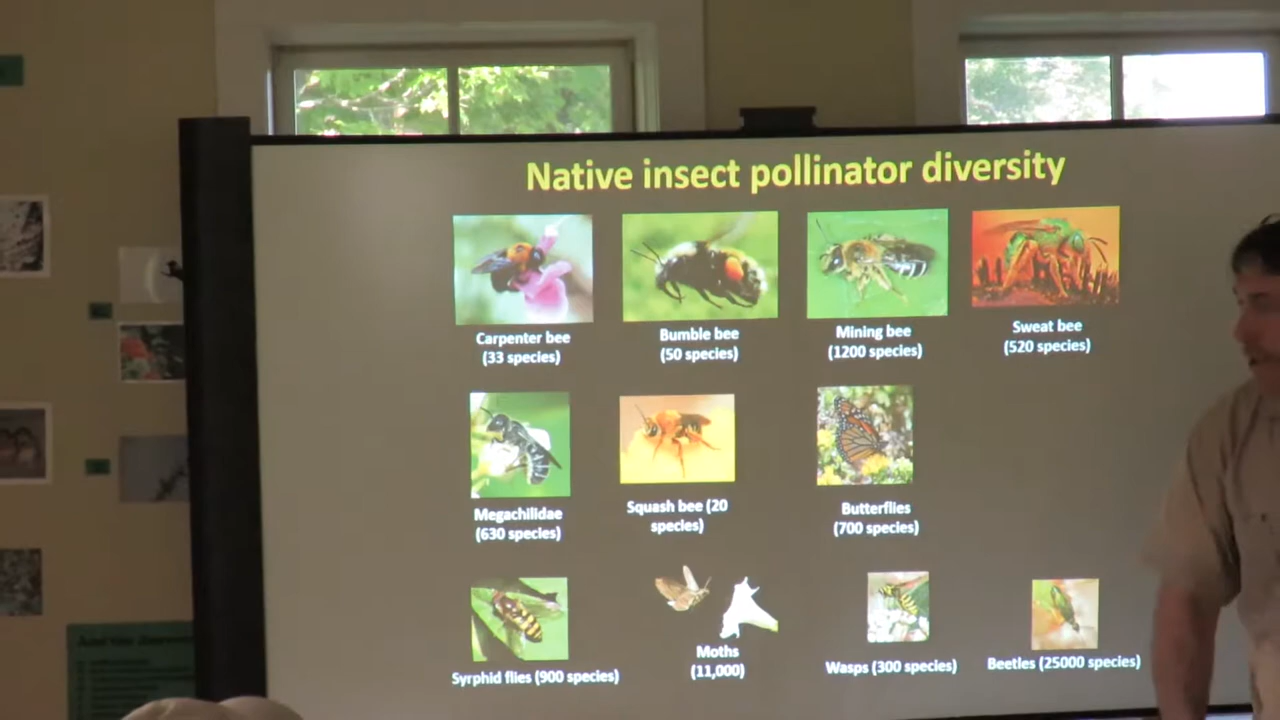 Native insect pollinator diversity
Carpenter bee
(33 species)
Bumble bee
(50 species)
Mining bee
(1200 species)
Sweat bee
(520 species)
Megachilidae
(630 species)
Squash bee (20
species)
Butterflies
(700 species)
Syrphid flies (900 species)
Moths
(11,000)
Wasps (300 species)
Beetles (25000 species)